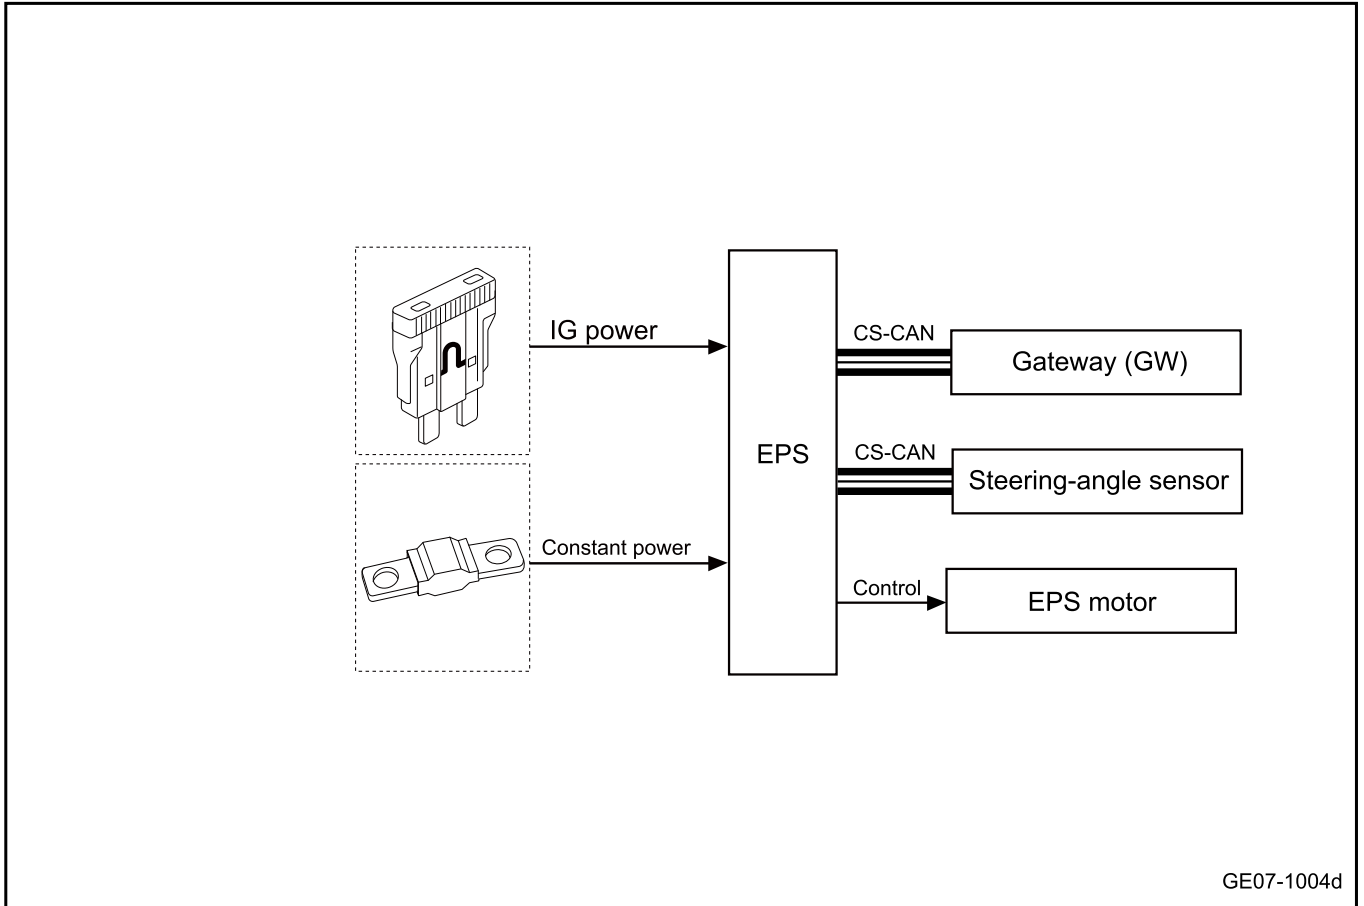 IG power
CS-CAN
Gateway (GW)
EPS
CS-CAN
Steering-angle sensor
Constant power
Control
EPS motor
GE07-1004d